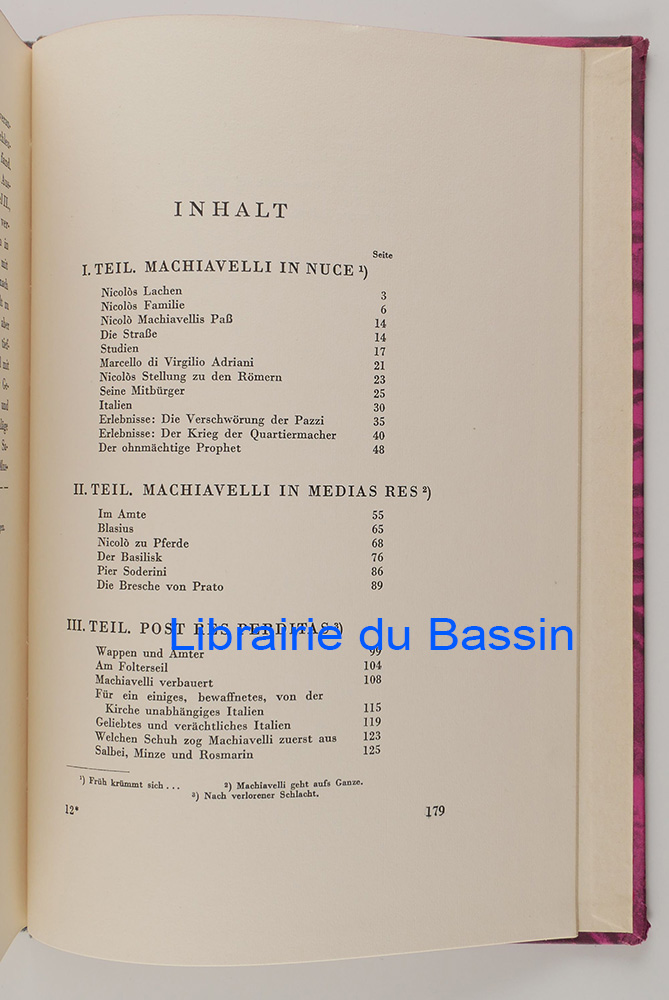 INHALT
Seite
I. TEIL. MACHIAVELLI IN NUCE ¹)
Nicolòs Lachen 3
Nicolòs Familie 6
Nicolò Machiavellis Paß 14
Die Straße 14
Studien 17
Marcello di Virgilio Adriani 21
Nicolòs Stellung zu den Römern 23
Seine Mitbürger 25
Italien 30
Erlebnisse: Die Verschwörung der Pazzi 35
Erlebnisse: Der Krieg der Quartiermacher 40
Der ohnmächtige Prophet 48
II. TEIL. MACHIAVELLI IN MEDIAS RES ²)
Im Amte 55
Blasius 65
Nicolò zu Pferde 68
Der Basilisk 76
Pier Soderini 86
Die Bresche von Prato 89
III. TEIL. POST RES PERDITAS ³)
Librairie du Bassin
Wappen und Ämter 99
Am Folterseil 104
Machiavelli verbauert 108
Für ein einiges, bewaffnetes, von der
Kirche unabhängiges Italien 115
Geliebtes und verächtliches Italien 119
Welchen Schuh zog Machiavelli zuerst aus 123
Salbei, Minze und Rosmarin 125
¹) Früh krümmt sich . . . ²) Machiavelli geht aufs Ganze.
³) Nach verlorener Schlacht.
12* 179